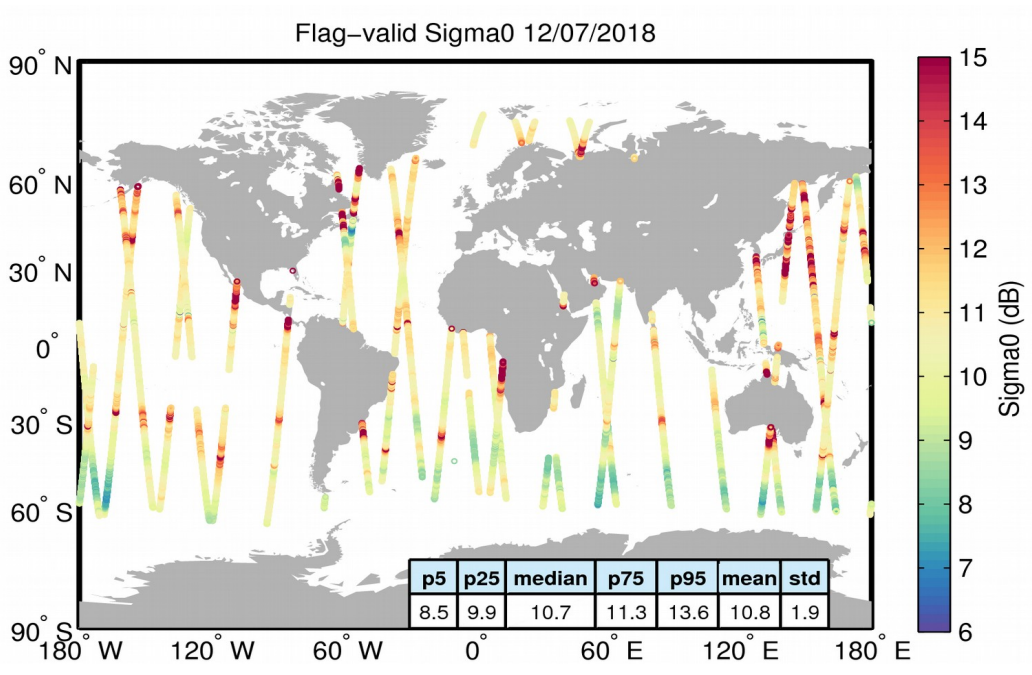 Flag−valid Sigma0 12/07/2018
90° N
60° N
30° N
0°
30° S
60° S
90° S
180° W
120° W
60° W
0°
60° E
120° E
180° E
15
14
13
12
11
10
9
8
7
6
Sigma0 (dB)
p5 p25 median p75 p95 mean std
8.5 9.9 10.7 11.3 13.6 10.8 1.9